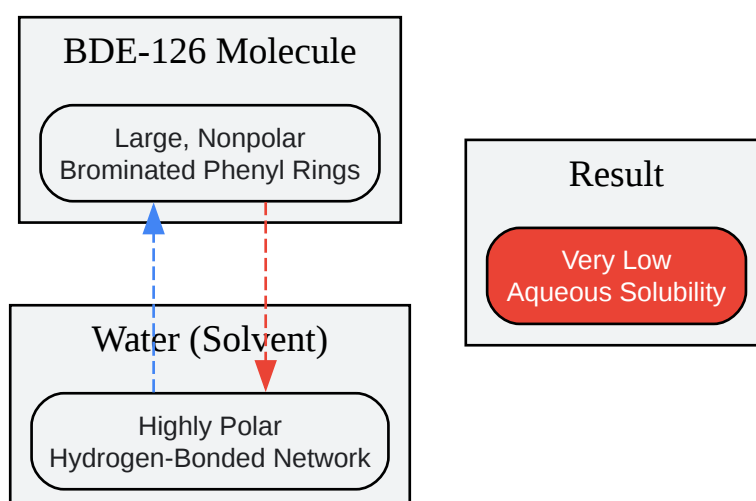 BDE-126 Molecule
Large, Nonpolar
Brominated Phenyl Rings
Water (Solvent)
Highly Polar
Hydrogen-Bonded Network
Result
Very Low
Aqueous Solubility